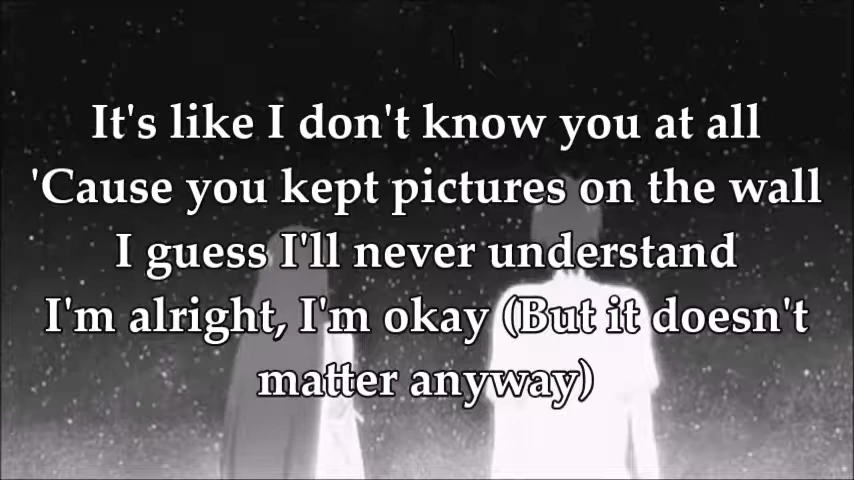 It's like I don't know you at all
'Cause you kept pictures on the wall
I guess I'll never understand
I'm alright, I'm okay (But it doesn't
matter anyway)